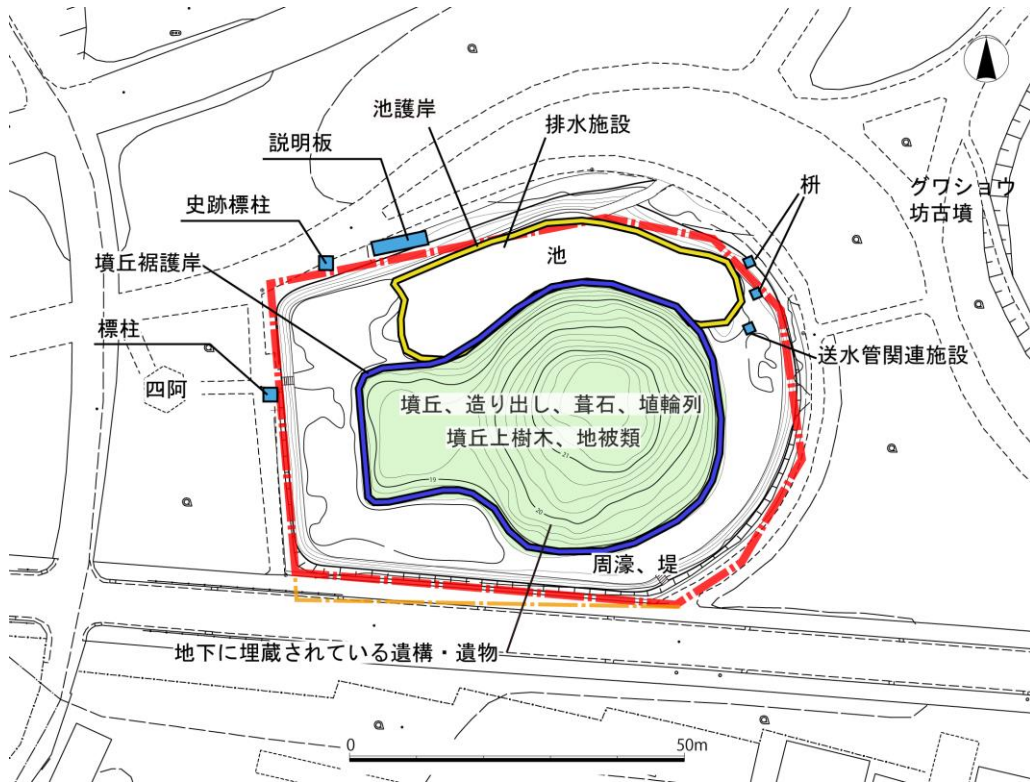 池護岸
排水施設
説明板
枡
グワショウ
坊古墳
史跡標柱
池
墳丘裾護岸
標柱
送水管関連施設
四阿
墳丘、造り出し、葺石、埴輪列
墳丘上樹木、地被類
21
19
20
周濠、堤
地下に埋蔵されている遺構・遺物
0
50m